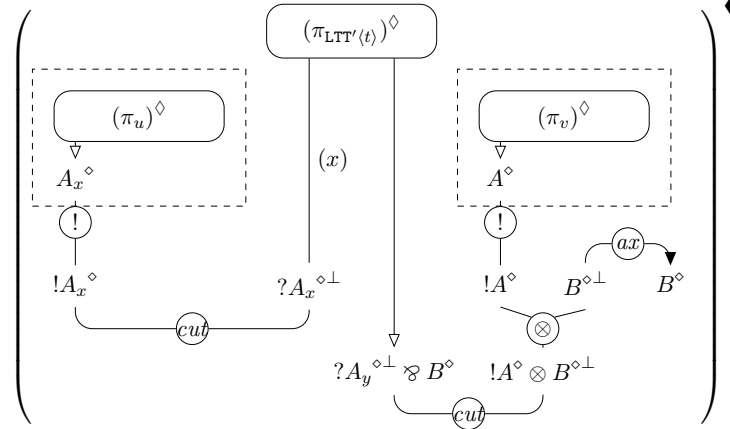 (π_{LTT′⟨t⟩})^◊
(π_u)^◊ (π_v)^◊
(x)
A_x^⋄ A^⋄
! !
ax
!A_x^⋄ ?A_x^{⋄⊥} !A^⋄ B^{⋄⊥} B^⋄
cut ⊗
?A_y^{⋄⊥} ⅋ B^⋄ !A^⋄ ⊗ B^{⋄⊥}
cut